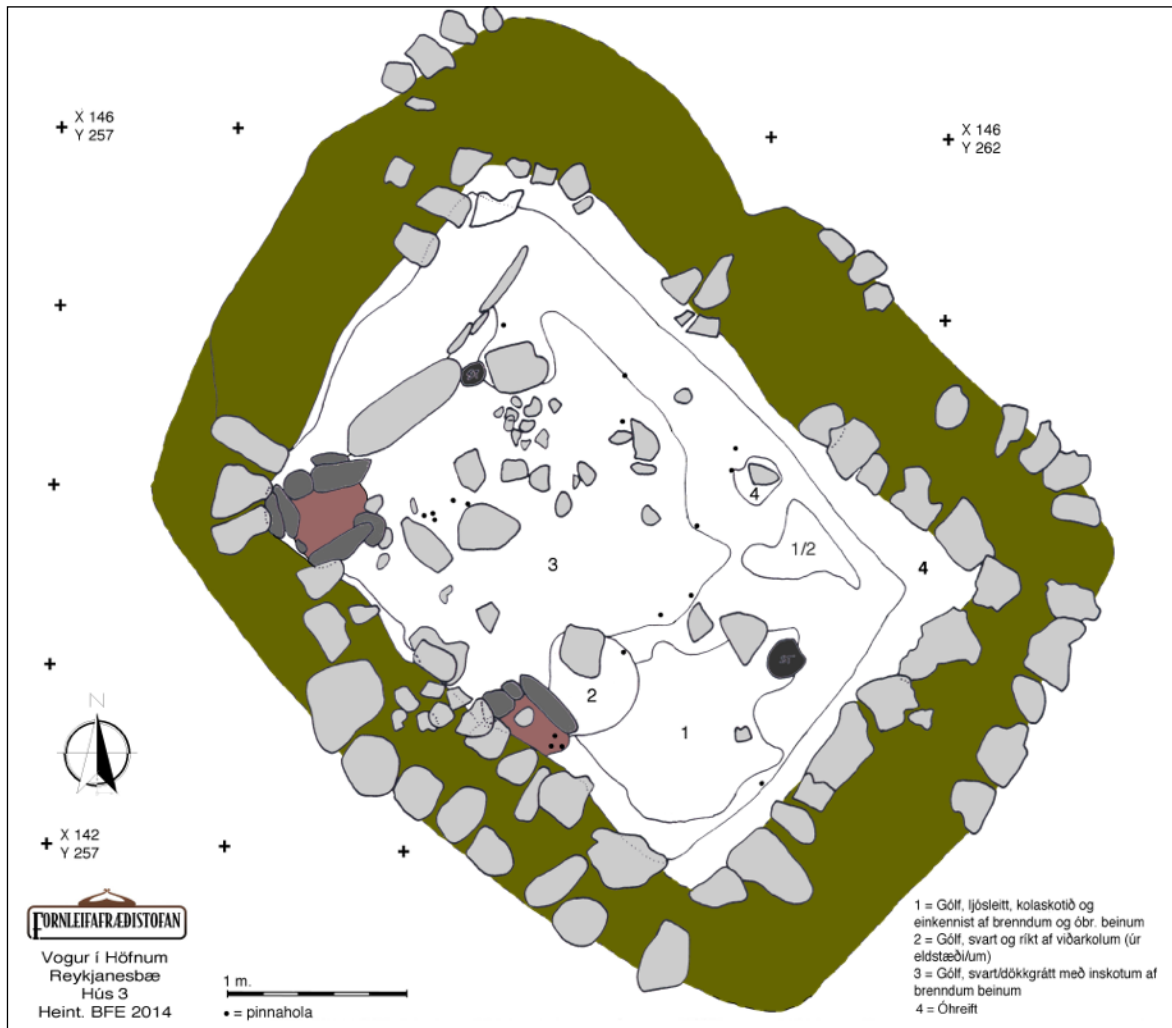 X 146
Y 257
X 146
Y 262
4
1/2
3
4
2
1
N
X 142
Y 257
FORNLEIFAFRÆÐISTOFAN
Vogur í Höfnum
Reykjanesbæ
Hús 3
Heint. BFE 2014
1 m.
• = pinnahola
1 = Gólf, ljósleitt, kolaskotið og
einkennist af brenndum og óbr. beinum
2 = Gólf, svart og ríkt af viðarkolum (úr
eldstæði/um)
3 = Gólf, svart/dökkgrátt með inskotum af
brenndum beinum
4 = Óhreift